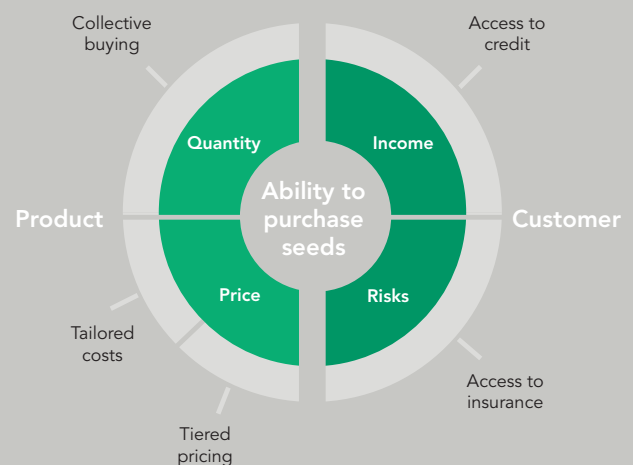 Collective
buying
Access to
credit
Quantity
Income
Ability to
purchase
seeds
Product
Customer
Price
Risks
Tailored
costs
Access to
insurance
Tiered
pricing